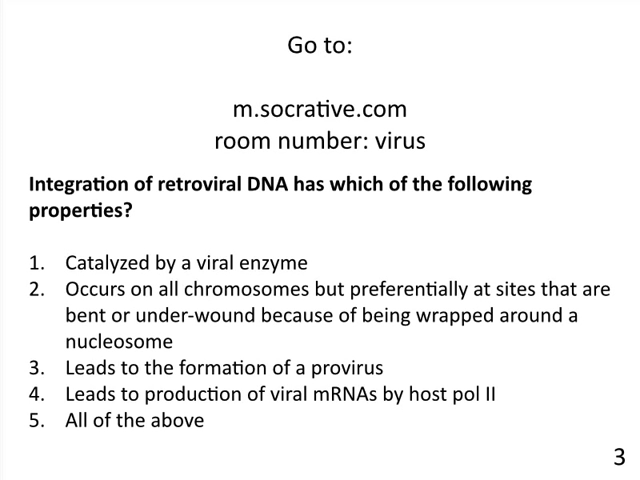 Go to:
m.socrative.com
room number: virus
Integration of retroviral DNA has which of the following
properties?
1. Catalyzed by a viral enzyme
2. Occurs on all chromosomes but preferentially at sites that are
bent or under-wound because of being wrapped around a
nucleosome
3. Leads to the formation of a provirus
4. Leads to production of viral mRNAs by host pol II
5. All of the above
3